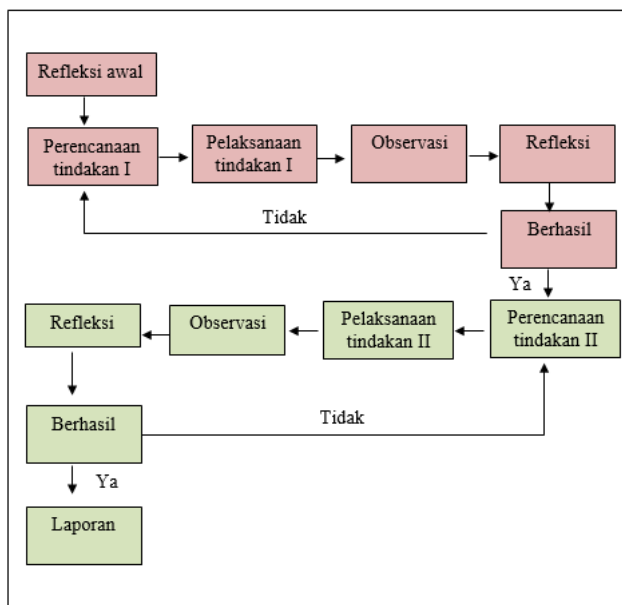 Refleksi awal
Perencanaan
tindakan I
Pelaksanaan
tindakan I
Observasi
Refleksi
Tidak
Berhasil
Ya
Perencanaan
tindakan II
Pelaksanaan
tindakan II
Observasi
Refleksi
Berhasil
Tidak
Ya
Laporan